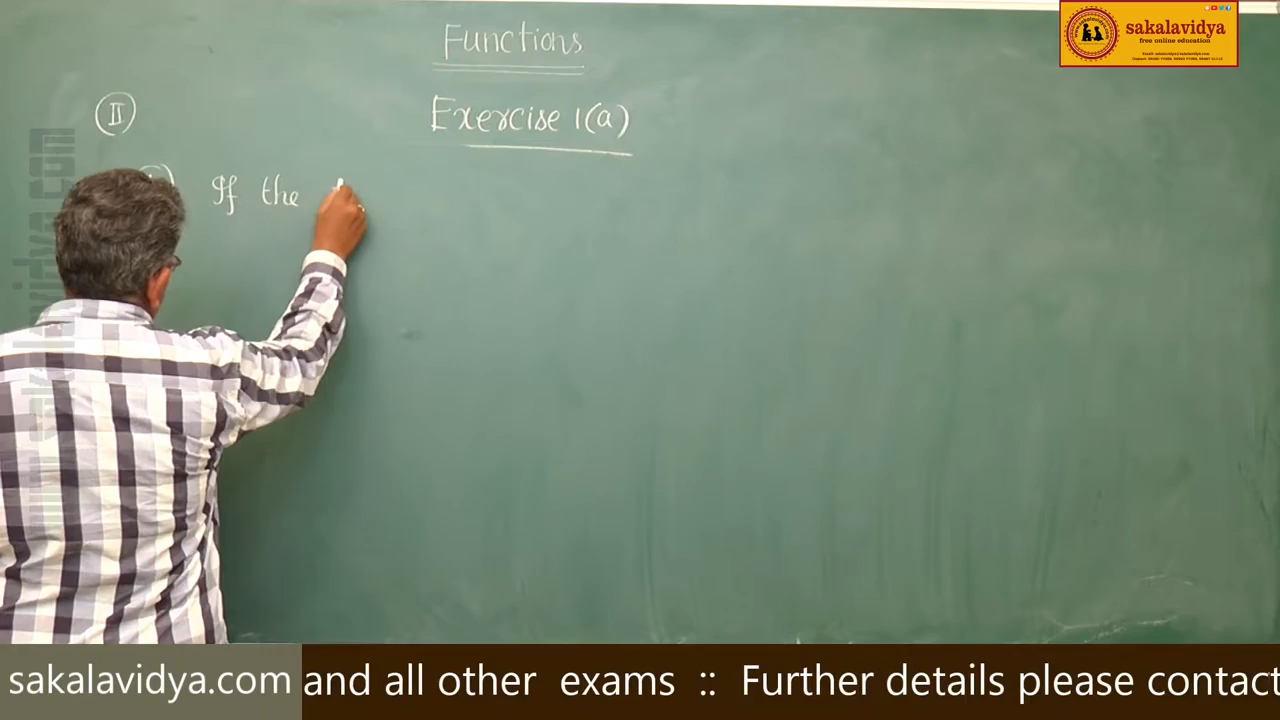 Functions
sakalavidya
free online education
II
Exercise 1(a)
If the
sakalavidya.com and all other exams :: Further details please contact